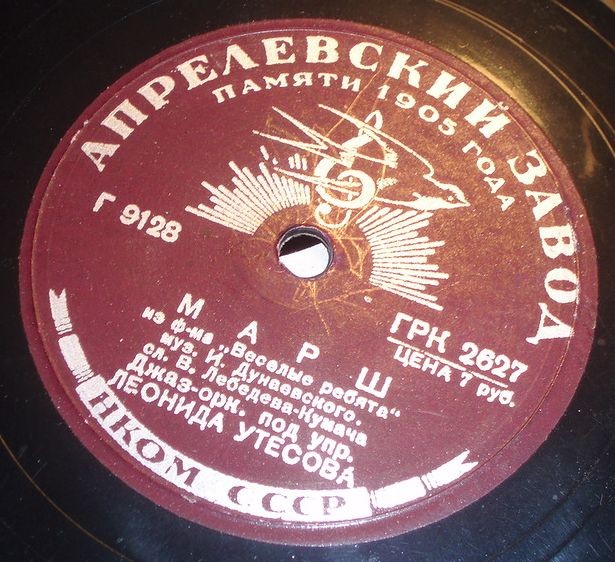 АПРЕЛЕВСКИЙ ЗАВОД
ПАМЯТИ 1905 ГОДА
Г 9128
ГРК 2627
ЦЕНА 7 руб.
МАРШ
из ф-ма „Веселые ребята“
муз. И. Дунаевского.
сл. В. Лебедева-Кумача
Джаз-орк. под упр.
ЛЕОНИДА УТЕСОВА
НКОМ СССР